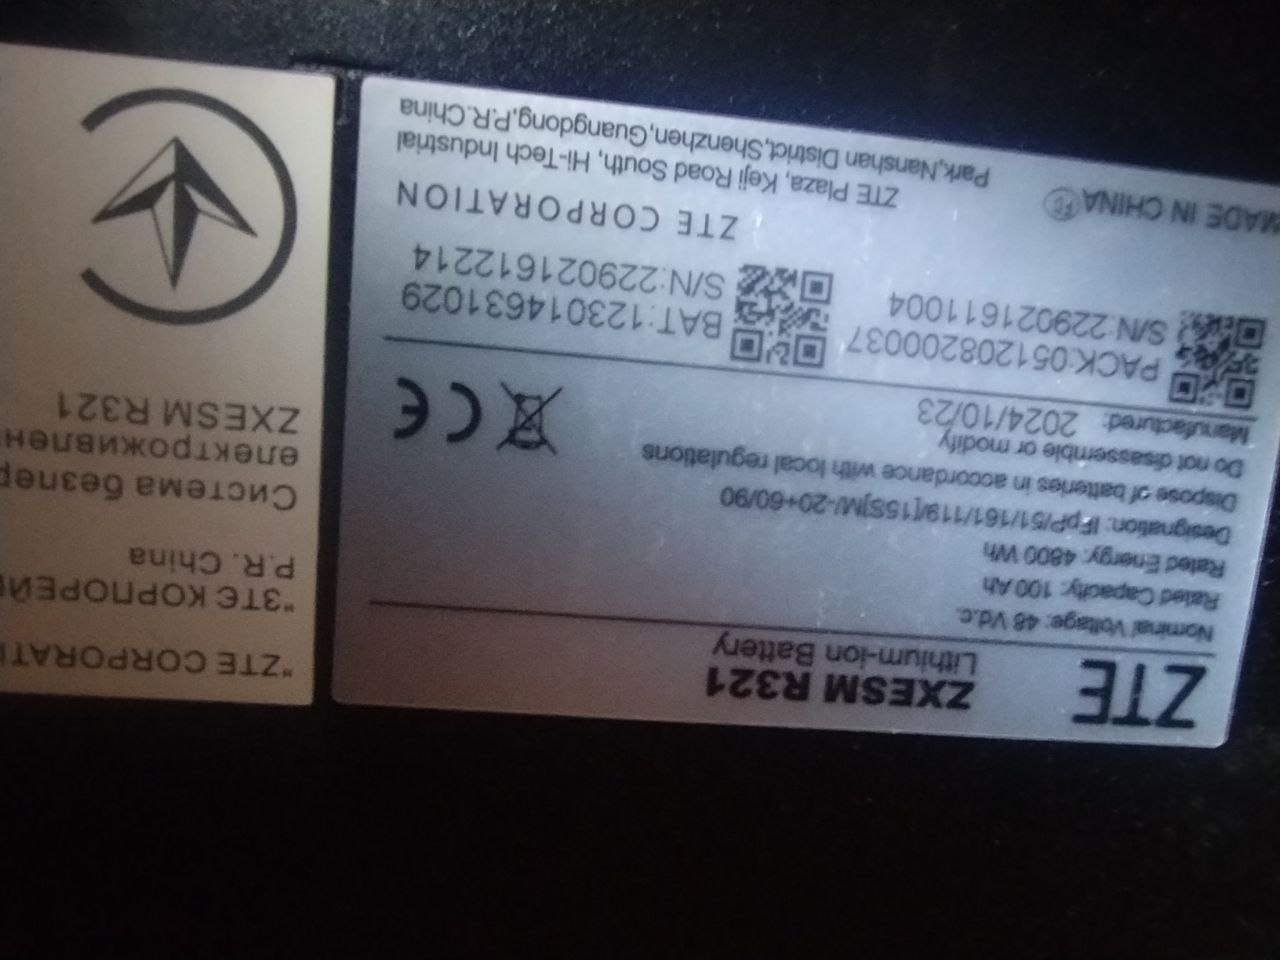 ZTE
ZXESM R321
Lithium-ion Battery
Nominal Voltage: 48 Vd.c
Rated Capacity: 100 Ah
Rated Energy: 4800 Wh
Designation: IFpP/51/161/119/[15S]M/-20+60/90
Dispose of batteries in accordance with local regulations
Do not disassemble or modify
Manufactured: 2024/10/23
CE
PACK:051208200037
S/N:229021611004
BAT:123014631029
S/N:229021612214
MADE IN CHINA
ZTE CORPORATION
ZTE Plaza, Keji Road South, Hi-Tech Industrial
Park,Nanshan District,Shenzhen,Guangdong,P.R.China
"ZTE CORPORATI
"ЗТЕ КОРПОРЕЙ
P.R. China
Система безпер
електроживлен
ZXESM R321